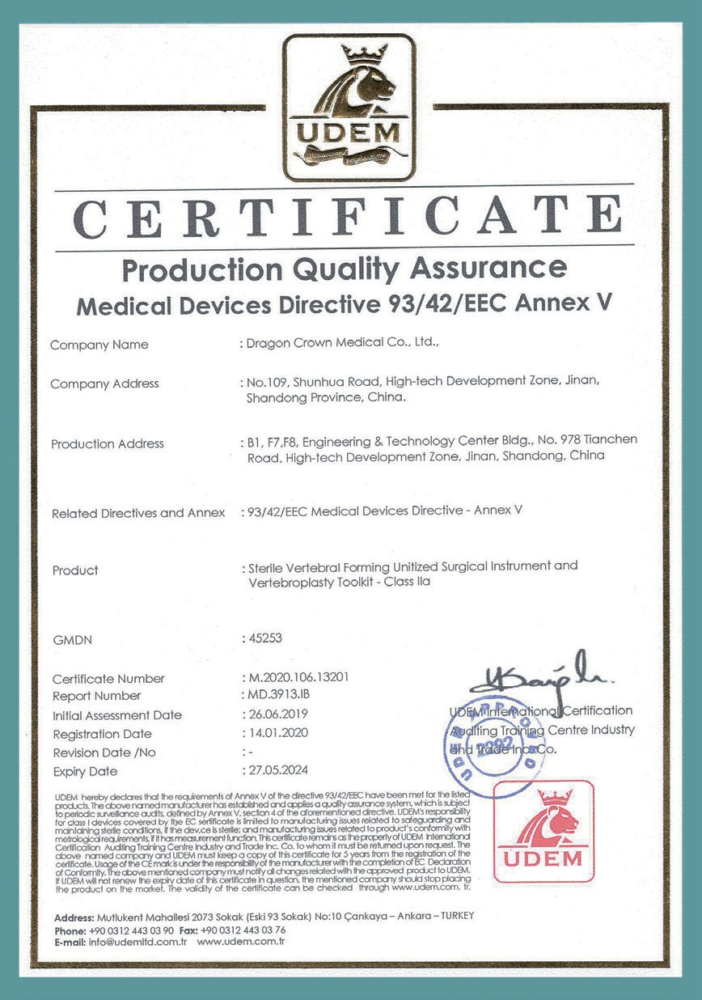 UDEM
Uluslararası Belgelendirme
CERTIFICATE
Production Quality Assurance
Medical Devices Directive 93/42/EEC Annex V
Company Name : Dragon Crown Medical Co., Ltd.,
Company Address : No.109, Shunhua Road, High-tech Development Zone, Jinan,
Shandong Province, China.
Production Address : B1, F7,F8, Engineering & Technology Center Bldg., No. 978 Tianchen
Road, High-tech Development Zone, Jinan, Shandong, China
Related Directives and Annex : 93/42/EEC Medical Devices Directive - Annex V
Product : Sterile Vertebral Forming Unitized Surgical Instrument and
Vertebroplasty Toolkit - Class IIa
GMDN : 45253
Certificate Number : M.2020.106.13201
Report Number : MD.3913.IB
Initial Assessment Date : 26.06.2019
Registration Date : 14.01.2020
Revision Date /No : -
Expiry Date : 27.05.2024
UDEM International Certification
Auditing Training Centre Industry
and Trade Inc. Co.
UDEM APPROVED
2292
UDEM hereby declares that the requirements of Annex V of the directive 93/42/EEC have been met for the listed
products. The above named manufacturer has established and applies a quality assurance system, which is subject
to periodic surveillance audits, defined by Annex V, section 4 of the aforementioned directive. UDEM's responsibility
for class I devices covered by the EC sertificate is limited to manufacturing issues related to safeguarding and
maintaining sterile conditions, if the dev.ce is sterile; and manufacturing issues related to product's conformity with
metrological requirements, if it has measurement function. This certificate remains as the property of UDEM International
Certification Auditing Training Centre Industry and Trade Inc. Co. to whom it must be returned upon request. The
above named company and UDEM must keep a copy of this certificate for 5 years from the registration of the
certificate. Usage of the CE mark is under the responsibility of the manufacturer with the completion of EC Declaration
of Conformity. The above mentioned company must notify all changes related with the approved product to UDEM.
If UDEM will not renew the expiry date of this certificate in question, the mentioned company should stop placing
the product on the market. The validity of the certificate can be checked through www.udem.com. tr.
UDEM
Address: Mutlukent Mahallesi 2073 Sokak (Eski 93 Sokak) No:10 Çankaya – Ankara – TURKEY
Phone: +90 0312 443 03 90 Fax: +90 0312 443 03 76
E-mail: info@udemltd.com.tr www.udem.com.tr